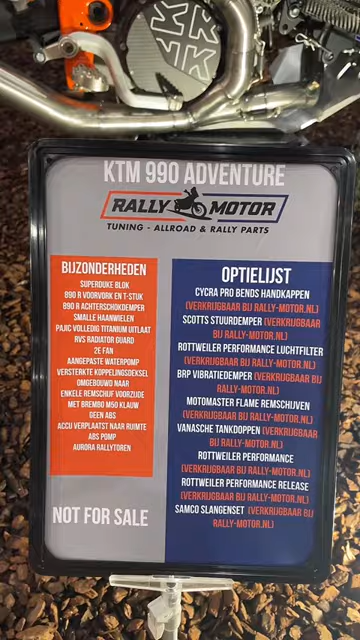 KTM 990 ADVENTURE
RALLY MOTOR
TUNING - ALLROAD & RALLY PARTS
BIJZONDERHEDEN
SUPERDUKE BLOK
890 R VOORVORK EN T-STUK
890 R ACHTERSCHOKDEMPER
SMALLE HAANWIELEN
PAJIC VOLLEDIG TITANIUM UITLAAT
RVS RADIATOR GUARD
2E FAN
AANGEPASTE WATERPOMP
VERSTERKTE KOPPELINGSDEKSEL
OMGEBOUWD NAAR
ENKELE REMSCHIJF VOORZIJDE
MET BREMBO M50 KLAUW
GEEN ABS
ACCU VERPLAATST NAAR RUIMTE
ABS POMP
AURORA RALLYTOREN
NOT FOR SALE
OPTIELIJST
CYCRA PRO BENDS HANDKAPPEN
(VERKRIJGBAAR BIJ RALLY-MOTOR.NL)
SCOTTS STUURDEMPER (VERKRIJGBAAR
BIJ RALLY-MOTOR.NL)
ROTTWEILER PERFORMANCE LUCHTFILTER
(VERKRIJGBAAR BIJ RALLY-MOTOR.NL)
BRP VIBRATIEDEMPER (VERKRIJGBAAR BIJ
RALLY-MOTOR.NL)
MOTOMASTER FLAME REMSCHIJVEN
(VERKRIJGBAAR BIJ RALLY-MOTOR.NL)
VANASCHE TANKDOPPEN (VERKRIJGBAAR
BIJ RALLY-MOTOR.NL)
ROTTWEILER PERFORMANCE
(VERKRIJGBAAR BIJ RALLY-MOTOR.NL)
ROTTWEILER PERFORMANCE RELEASE
(VERKRIJGBAAR BIJ RALLY-MOTOR.NL)
SAMCO SLANGENSET (VERKRIJGBAAR BIJ
RALLY-MOTOR.NL)